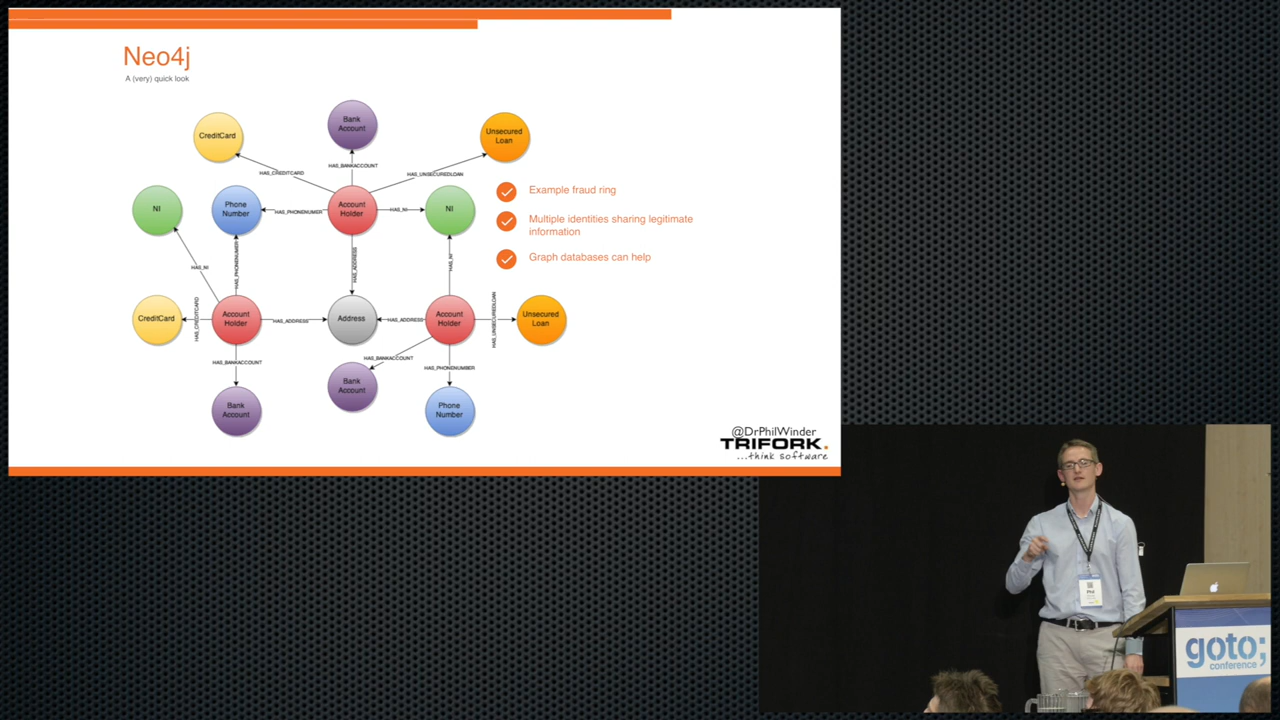 Neo4j
A (very) quick look
CreditCard
Bank
Account
Unsecured
Loan
HAS_CREDITCARD
HAS_BANKACCOUNT
HAS_UNSECUREDLOAN
NI
Phone
Number
HAS_PHONENUMER
Account
Holder
HAS_NI
NI
HAS_NI
HAS_PHONENUMER
HAS_ADDRESS
HAS_NI
CreditCard
HAS_CREDITCARD
Account
Holder
HAS_ADDRESS
Address
HAS_ADDRESS
Account
Holder
HAS_UNSECUREDLOAN
Unsecured
Loan
HAS_BANKACCOUNT
HAS_BANKACCOUNT
HAS_PHONENUMBER
Bank
Account
Bank
Account
Phone
Number
Example fraud ring
Multiple identities sharing legitimate
information
Graph databases can help
@DrPhilWinder
TRIFORK.
...think software
Phil
goto;
conference